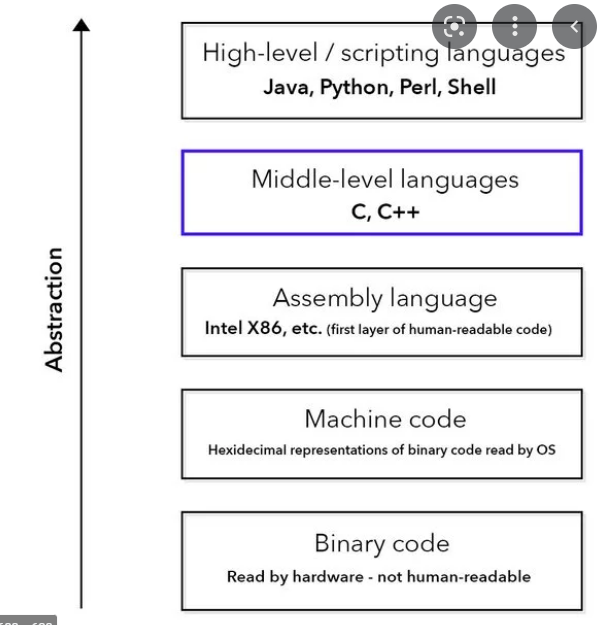 High-level / scripting languages
Java, Python, Perl, Shell
Middle-level languages
C, C++
Abstraction
Assembly language
Intel X86, etc. (first layer of human-readable code)
Machine code
Hexidecimal representations of binary code read by OS
Binary code
Read by hardware - not human-readable